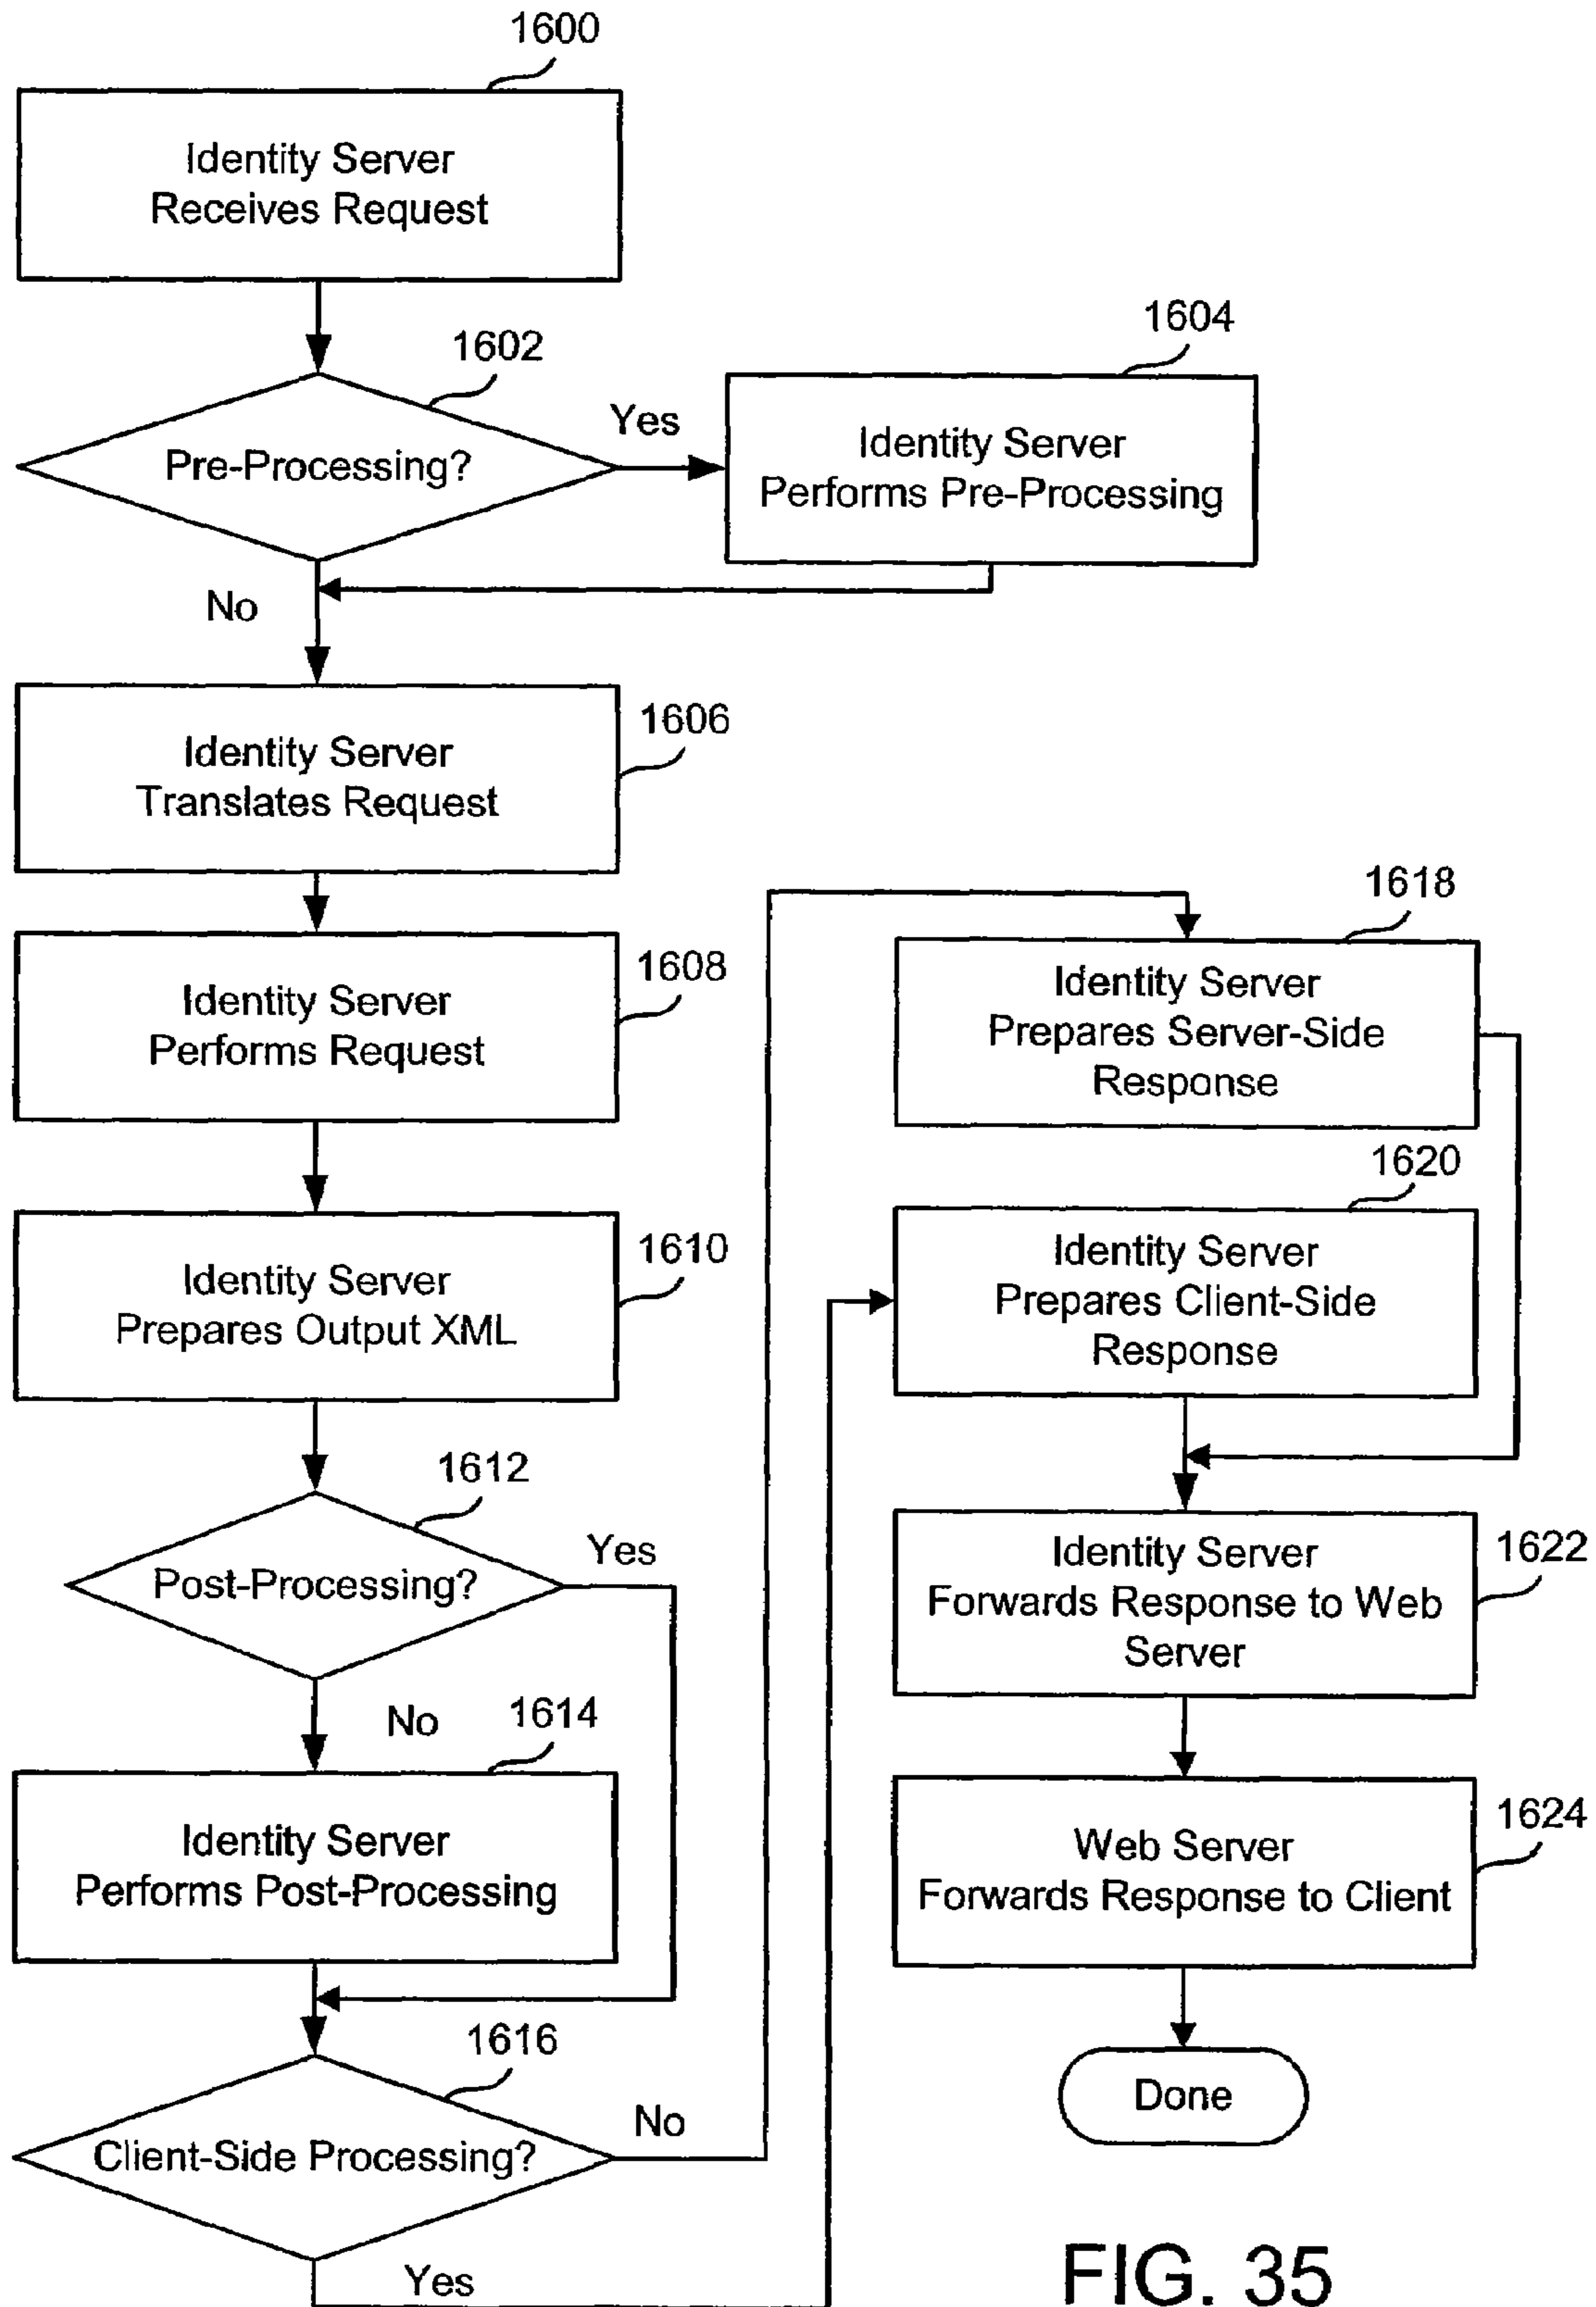 1600
Identity Server
Receives Request
1602
Pre-Processing?
Yes
1604
Identity Server
Performs Pre-Processing
No
1606
Identity Server
Translates Request
1608
Identity Server
Performs Request
1610
Identity Server
Prepares Output XML
1612
Post-Processing?
Yes
No
1614
Identity Server
Performs Post-Processing
1616
Client-Side Processing?
No
Yes
1618
Identity Server
Prepares Server-Side
Response
1620
Identity Server
Prepares Client-Side
Response
1622
Identity Server
Forwards Response to Web
Server
1624
Web Server
Forwards Response to Client
Done
FIG. 35